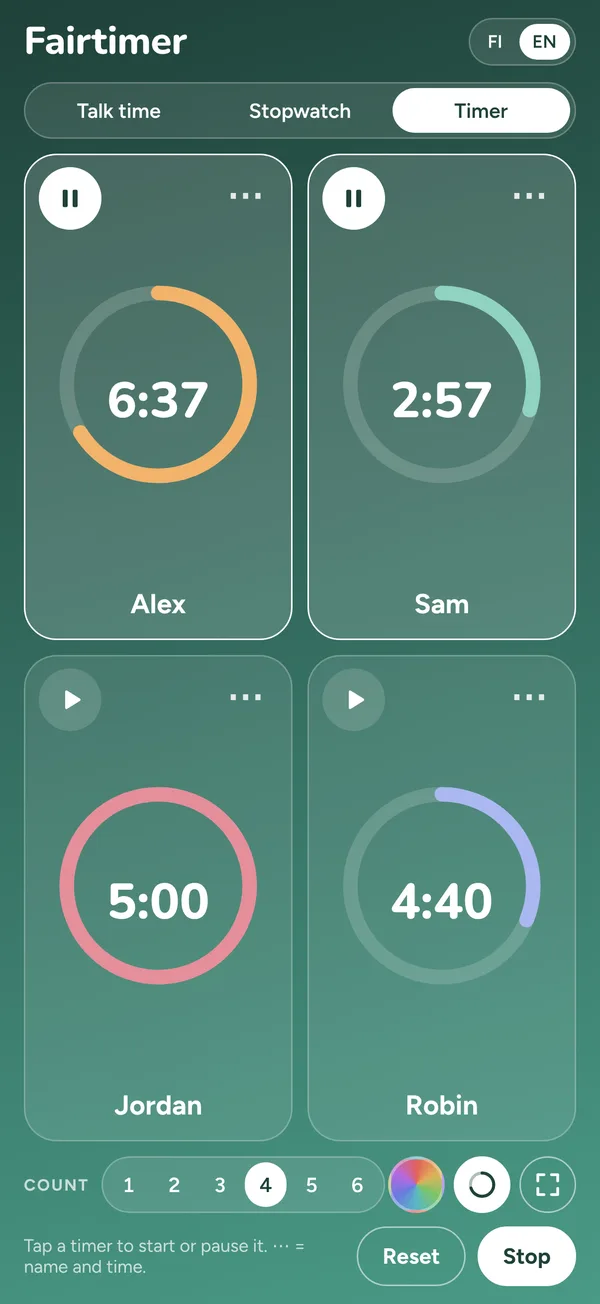 Fairtimer
FI EN
Talk time Stopwatch Timer
6:37
Alex
2:57
Sam
5:00
Jordan
4:40
Robin
COUNT 1 2 3 4 5 6
Tap a timer to start or pause it. ··· =
name and time.
Reset Stop